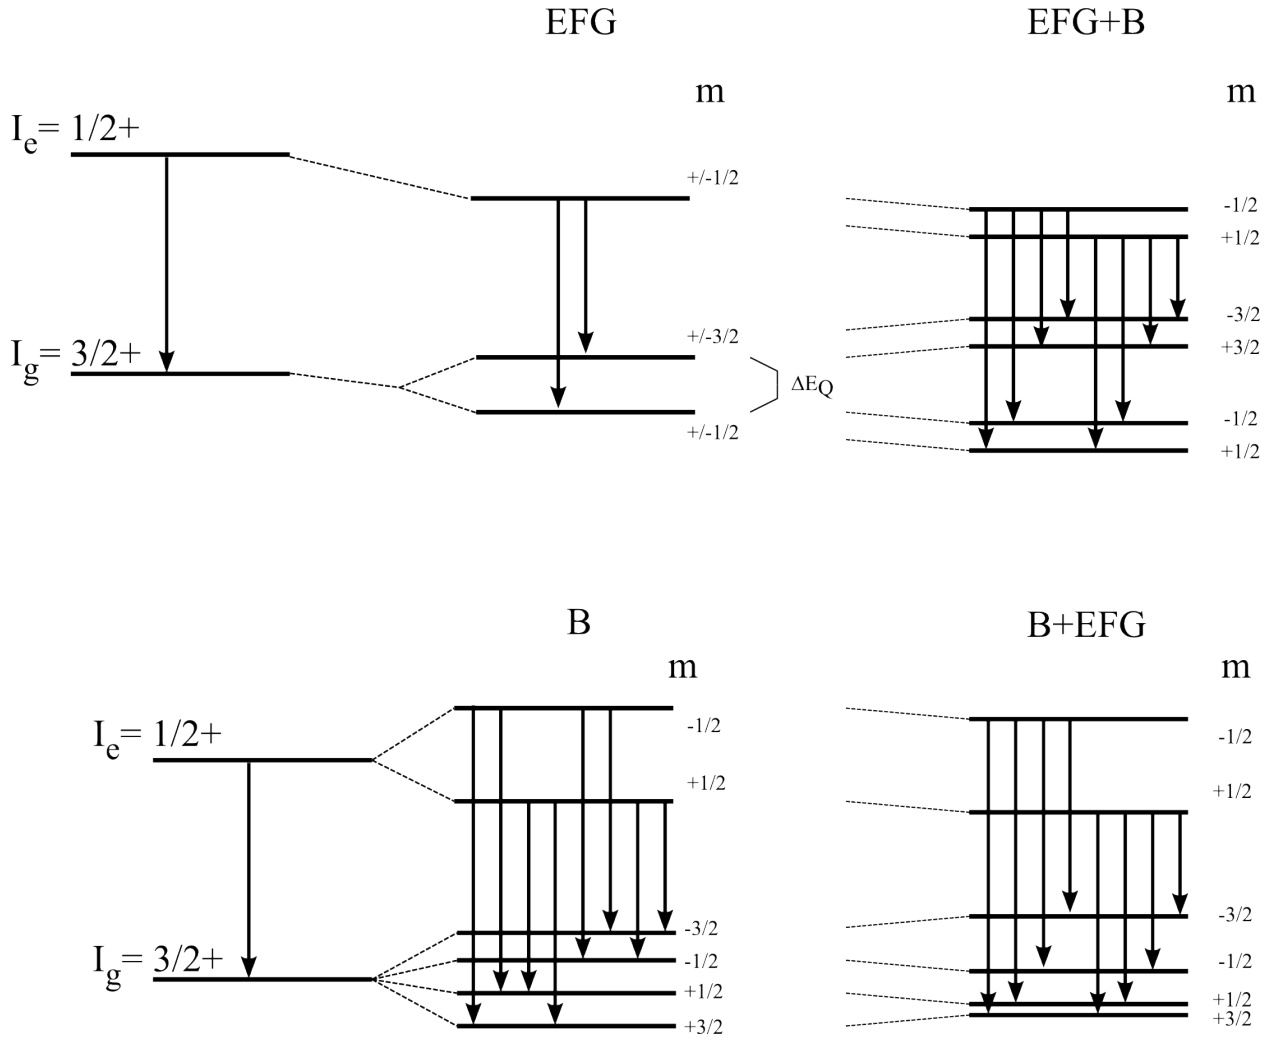 EFG
EFG+B
m
m
Ie= 1/2+
+/-1/2
-1/2
+1/2
-3/2
+/-3/2
Ig= 3/2+
+3/2
ΔEQ
-1/2
+/-1/2
+1/2
B
B+EFG
m
m
Ie= 1/2+
-1/2
-1/2
+1/2
+1/2
-3/2
-3/2
Ig= 3/2+
-1/2
-1/2
+1/2
+1/2
+3/2
+3/2